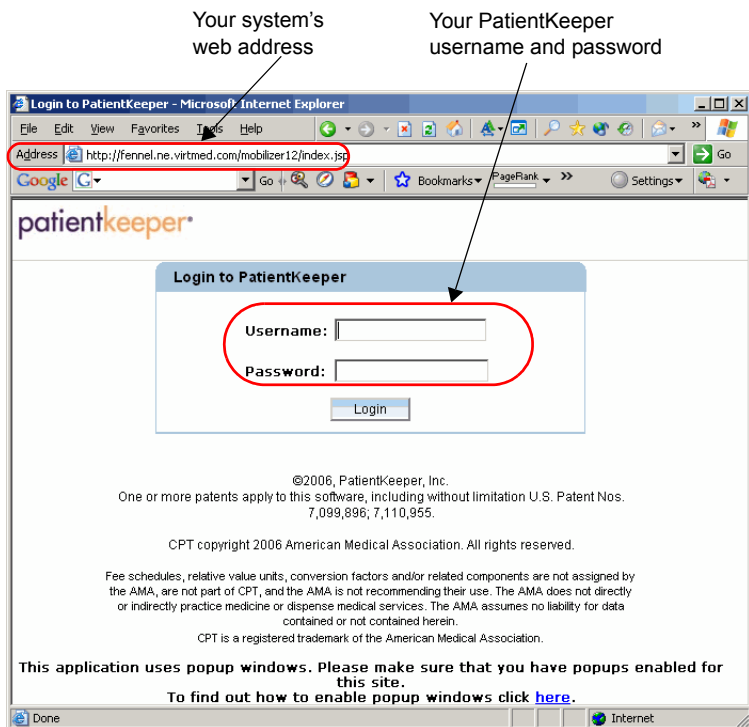 Your system's
web address
Your PatientKeeper
username and password
Login to PatientKeeper - Microsoft Internet Explorer
File Edit View Favorites Tools Help »
Address http://fennel.ne.virtmed.com/mobilizer12/index.jsp Go
Google G Go Bookmarks PageRank » Settings
patientkeeper
Login to PatientKeeper
Username:
Password:
Login
©2006, PatientKeeper, Inc.
One or more patents apply to this software, including without limitation U.S. Patent Nos.
7,099,896; 7,110,955.
CPT copyright 2006 American Medical Association. All rights reserved.
Fee schedules, relative value units, conversion factors and/or related components are not assigned by
the AMA, are not part of CPT, and the AMA is not recommending their use. The AMA does not directly
or indirectly practice medicine or dispense medical services. The AMA assumes no liability for data
contained or not contained herein.
CPT is a registered trademark of the American Medical Association.
This application uses popup windows. Please make sure that you have popups enabled for
this site.
To find out how to enable popup windows click here.
Done Internet